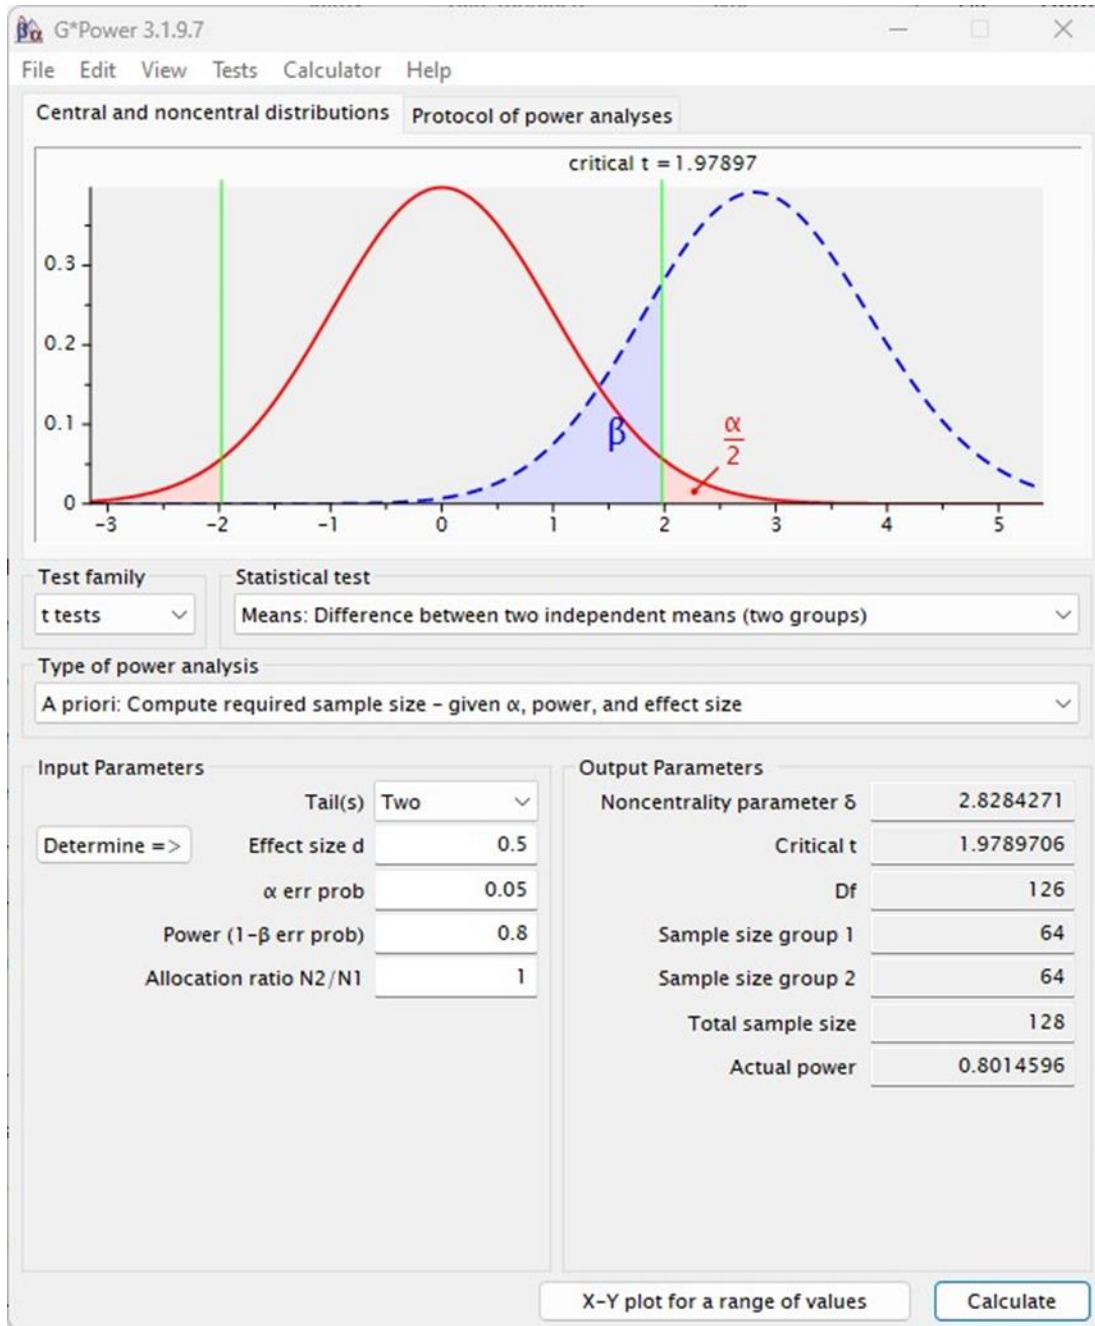 G*Power 3.1.9.7
File Edit View Tests Calculator Help
Central and noncentral distributions Protocol of power analyses
critical t = 1.97897
0.3
0.2
0.1
0
β
α
2
-3 -2 -1 0 1 2 3 4 5
Test family Statistical test
t tests Means: Difference between two independent means (two groups)
Type of power analysis
A priori: Compute required sample size - given α, power, and effect size
Input Parameters Output Parameters
Tail(s) Two Noncentrality parameter δ 2.8284271
Determine => Effect size d 0.5 Critical t 1.9789706
α err prob 0.05 Df 126
Power (1-β err prob) 0.8 Sample size group 1 64
Allocation ratio N2/N1 1 Sample size group 2 64
Total sample size 128
Actual power 0.8014596
X-Y plot for a range of values Calculate